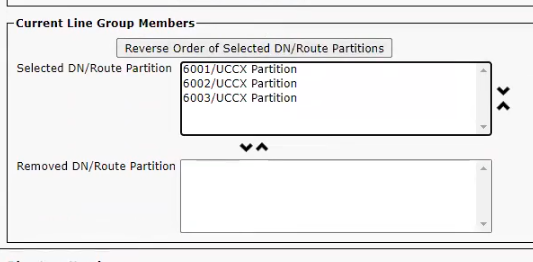 Current Line Group Members
Reverse Order of Selected DN/Route Partitions
Selected DN/Route Partition
6001/UCCX Partition
6002/UCCX Partition
6003/UCCX Partition
Removed DN/Route Partition